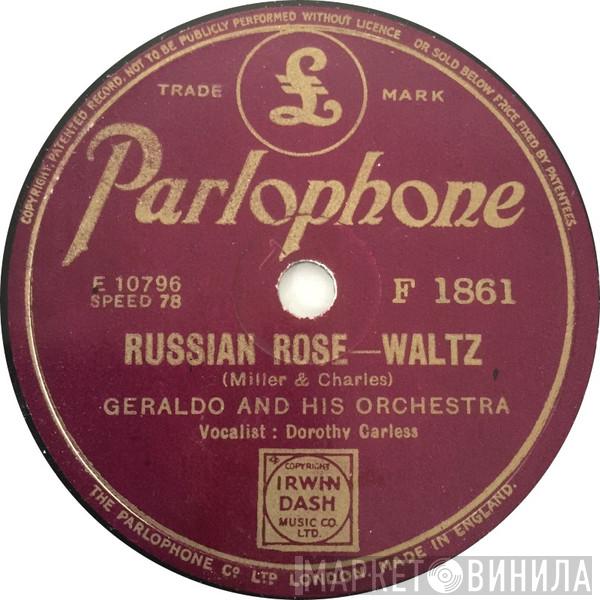 COPYRIGHT, PATENTED RECORD, NOT TO BE PUBLICLY PERFORMED WITHOUT LICENCE OR SOLD BELOW PRICE FIXED BY PATENTEES.
TRADE £ MARK
Parlophone
E 10796
SPEED 78
F 1861
RUSSIAN ROSE—WALTZ
(Miller & Charles)
GERALDO AND HIS ORCHESTRA
Vocalist : Dorothy Carless
COPYRIGHT
IRWIN
DASH
MUSIC CO.
LTD.
THE PARLOPHONE CO LTD LONDON. MADE IN ENGLAND.
МАРКЕТ ВИНИЛА